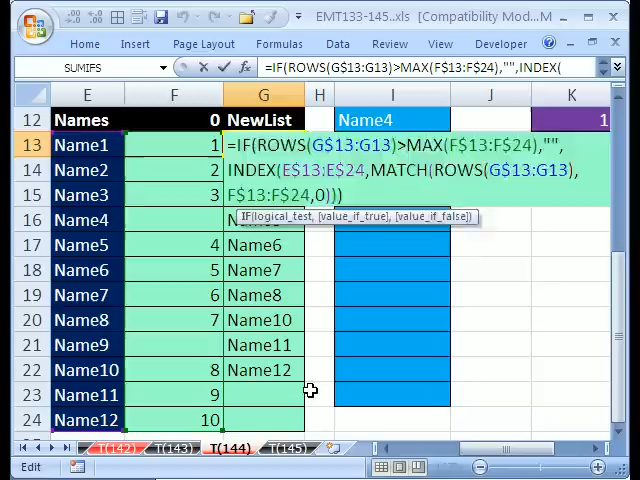 EMT133-145..xls [Compatibility Mod...
Home Insert Page Layout Formulas Developer
SUMIFS =IF(ROWS(G$13:G13)>MAX(F$13:F$24),"",INDEX(
E F G H I J K
12 Names 0 NewList Name4 1
13 Name1 1 =IF(ROWS(G$13:G13)>MAX(F$13:F$24),"",
14 Name2 2 INDEX(E$13:E$24,MATCH(ROWS(G$13:G13),
15 Name3 3 F$13:F$24,0)))
IF(logical_test, [value_if_true], [value_if_false])
16 Name4
17 Name5 4 Name6
18 Name6 5 Name7
19 Name7 6 Name8
20 Name8 7 Name10
21 Name9 Name11
22 Name10 8 Name12
23 Name11 9
24 Name12 10
T(142) T(143) T(144) T(145)
Edit 100%